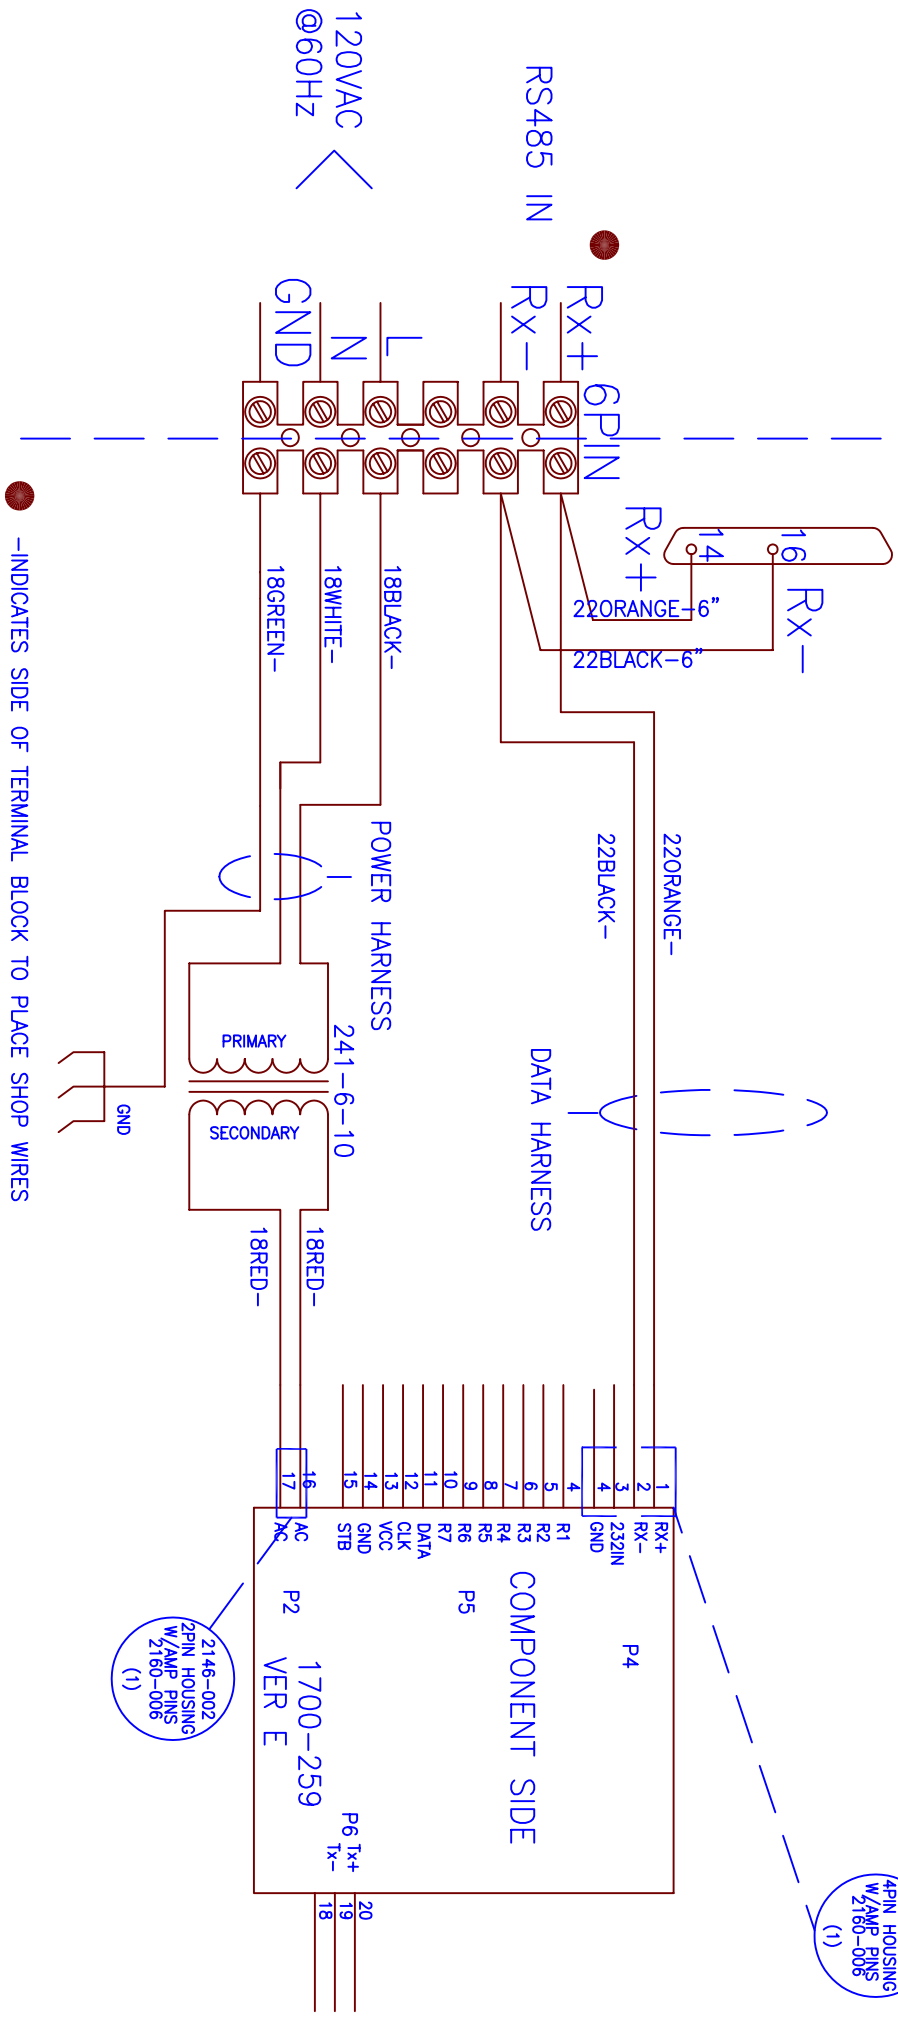 120VAC
@60Hz
RS485 IN
GND
N
L
Rx-
Rx+
6PIN
Rx+
14
16
Rx-
22ORANGE-6"
22BLACK-6"
18GREEN-
18WHITE-
18BLACK-
22BLACK-
22ORANGE-
POWER HARNESS
DATA HARNESS
PRIMARY
241-6-10
SECONDARY
GND
18RED-
18RED-
-INDICATES SIDE OF TERMINAL BLOCK TO PLACE SHOP WIRES
1 RX+
2 RX-
3 232IN
4 GND
P4
4 R1
5 R2
6 R3
7 R4
8 R5
9 R6
10 R7
11 DATA
12 CLK
13 VCC
14 GND
15 STB
P5
16 AC
17 AC
P2
COMPONENT SIDE
1700-259
VER E
P6 Tx+
Tx-
20
19
18
2146-002
2PIN HOUSING
W/AMP PINS
2160-006
(1)
4PIN HOUSING
W/AMP PINS
2160-006
(1)